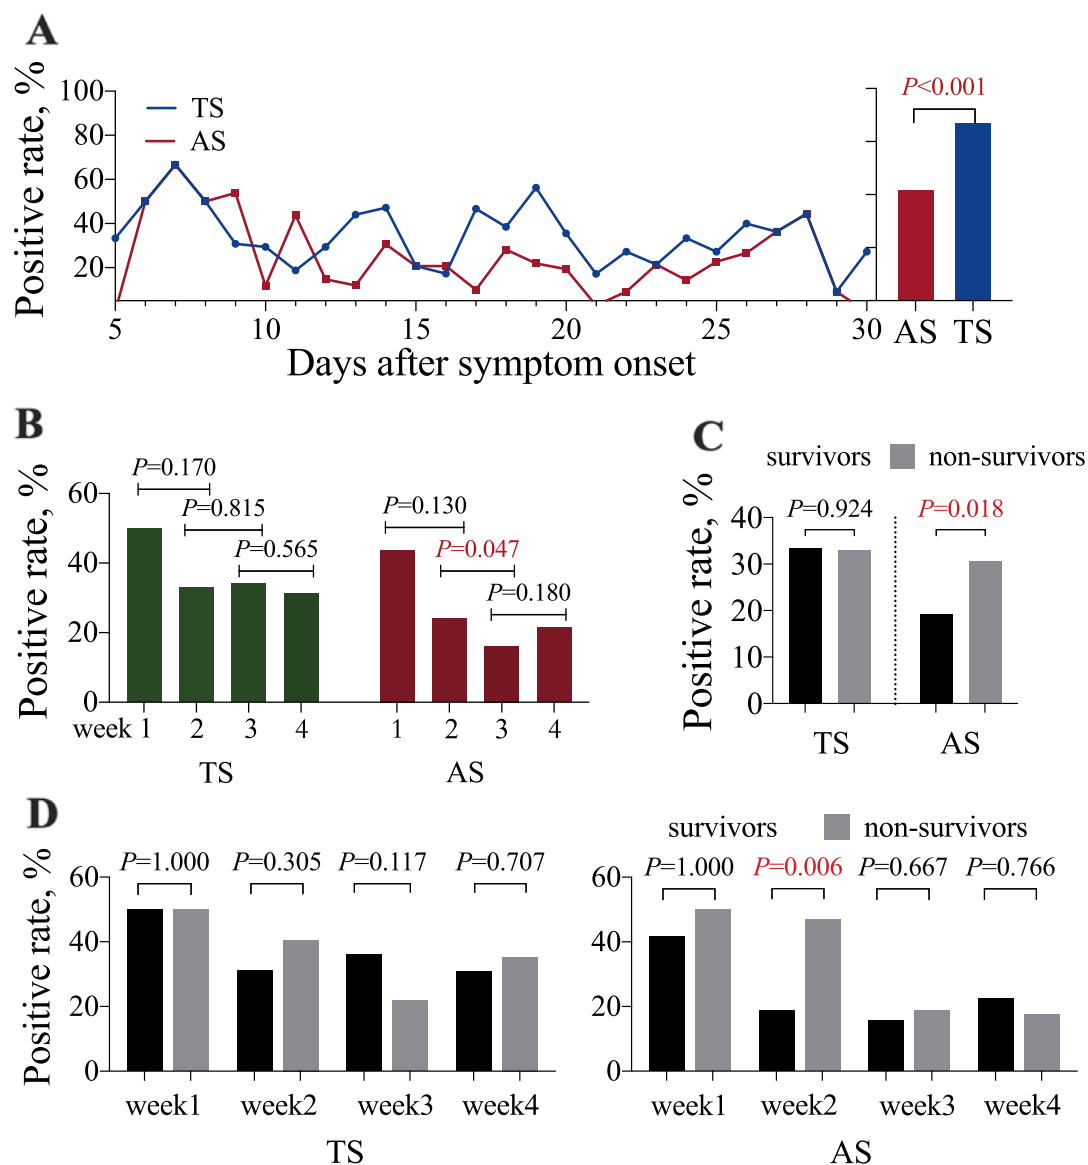 A
Positive rate, %
100
80
60
40
20
TS
AS
P<0.001
5 10 15 20 25 30 AS TS
Days after symptom onset
B
Positive rate, %
60
40
20
0
P=0.170
P=0.815
P=0.565
P=0.130
P=0.047
P=0.180
week 1 2 3 4 1 2 3 4
TS AS
C
survivors non-survivors
Positive rate, %
40
30
20
10
0
P=0.924 P=0.018
TS AS
D
survivors non-survivors
Positive rate, %
60
40
20
0
P=1.000 P=0.305 P=0.117 P=0.707
week1 week2 week3 week4
TS
60
40
20
0
P=1.000 P=0.006 P=0.667 P=0.766
week1 week2 week3 week4
AS